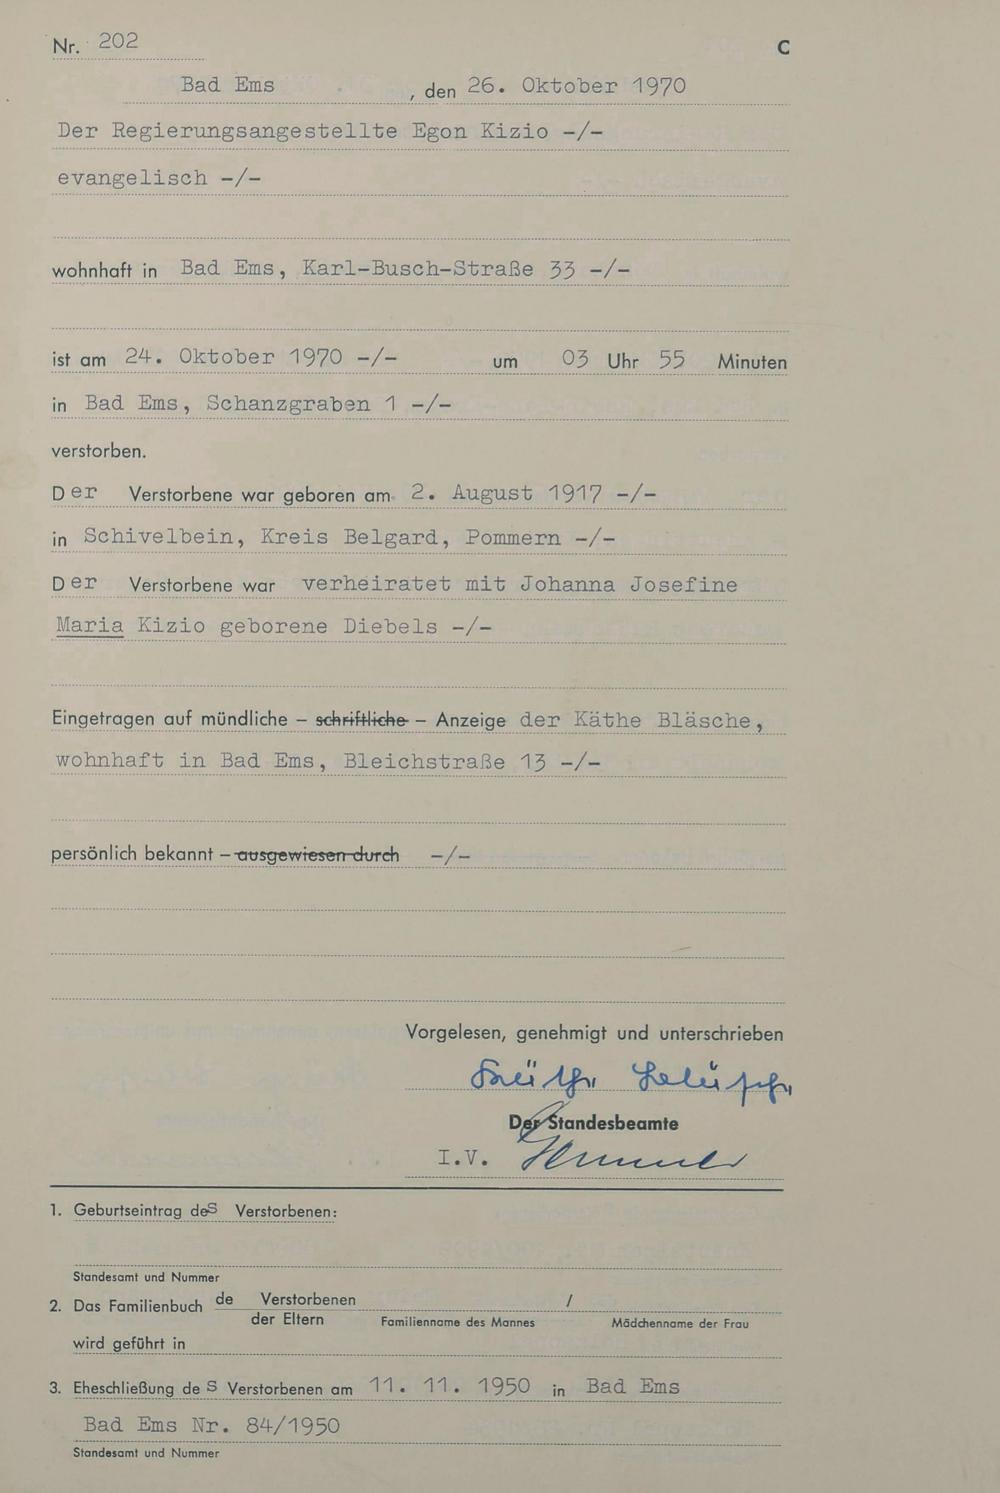 Nr. 202 C
Bad Ems , den 26. Oktober 1970
Der Regierungsangestellte Egon Kizio -/-
evangelisch -/-
wohnhaft in Bad Ems, Karl-Busch-Straße 33 -/-
ist am 24. Oktober 1970 -/- um 03 Uhr 55 Minuten
in Bad Ems, Schanzgraben 1 -/-
verstorben.
Der Verstorbene war geboren am 2. August 1917 -/-
in Schivelbein, Kreis Belgard, Pommern -/-
Der Verstorbene war verheiratet mit Johanna Josefine
Maria Kizio geborene Diebels -/-
Eingetragen auf mündliche – schriftliche – Anzeige der Käthe Bläsche,
wohnhaft in Bad Ems, Bleichstraße 13 -/-
persönlich bekannt – ausgewiesen durch -/-
Vorgelesen, genehmigt und unterschrieben
Käthe Bläsche
Der Standesbeamte
I.V.
1. Geburtseintrag des Verstorbenen:
Standesamt und Nummer
2. Das Familienbuch de Verstorbenen /
der Eltern Familienname des Mannes Mädchenname der Frau
wird geführt in
3. Eheschließung des Verstorbenen am 11. 11. 1950 in Bad Ems
Bad Ems Nr. 84/1950
Standesamt und Nummer